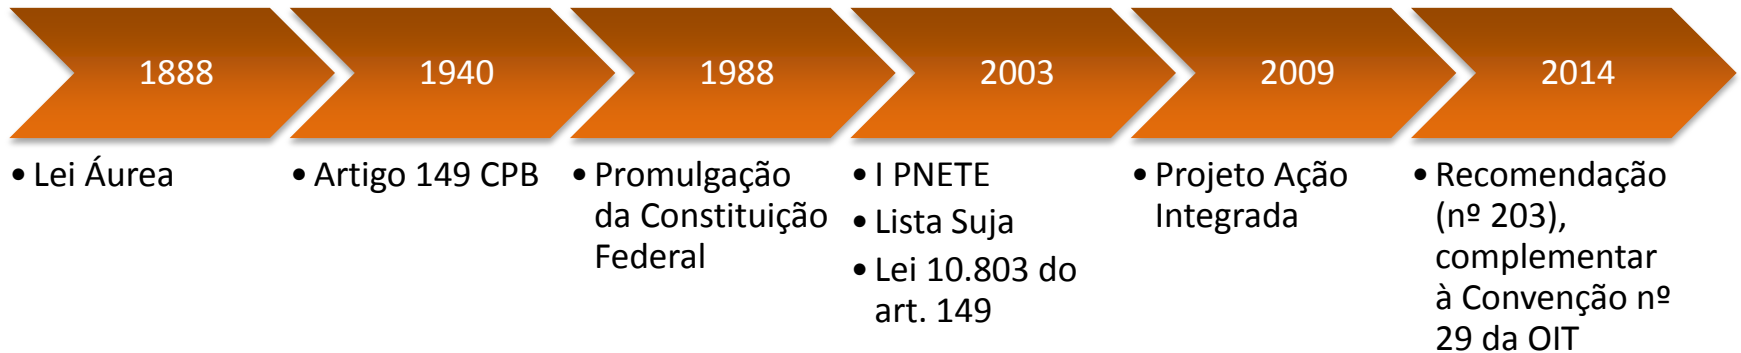 1888
1940
1988
2003
2009
2014
• Lei Áurea
• Artigo 149 CPB
• Promulgação
da Constituição
Federal
• I PNETE
• Lista Suja
• Lei 10.803 do
art. 149
• Projeto Ação
Integrada
• Recomendação
(nº 203),
complementar
à Convenção nº
29 da OIT